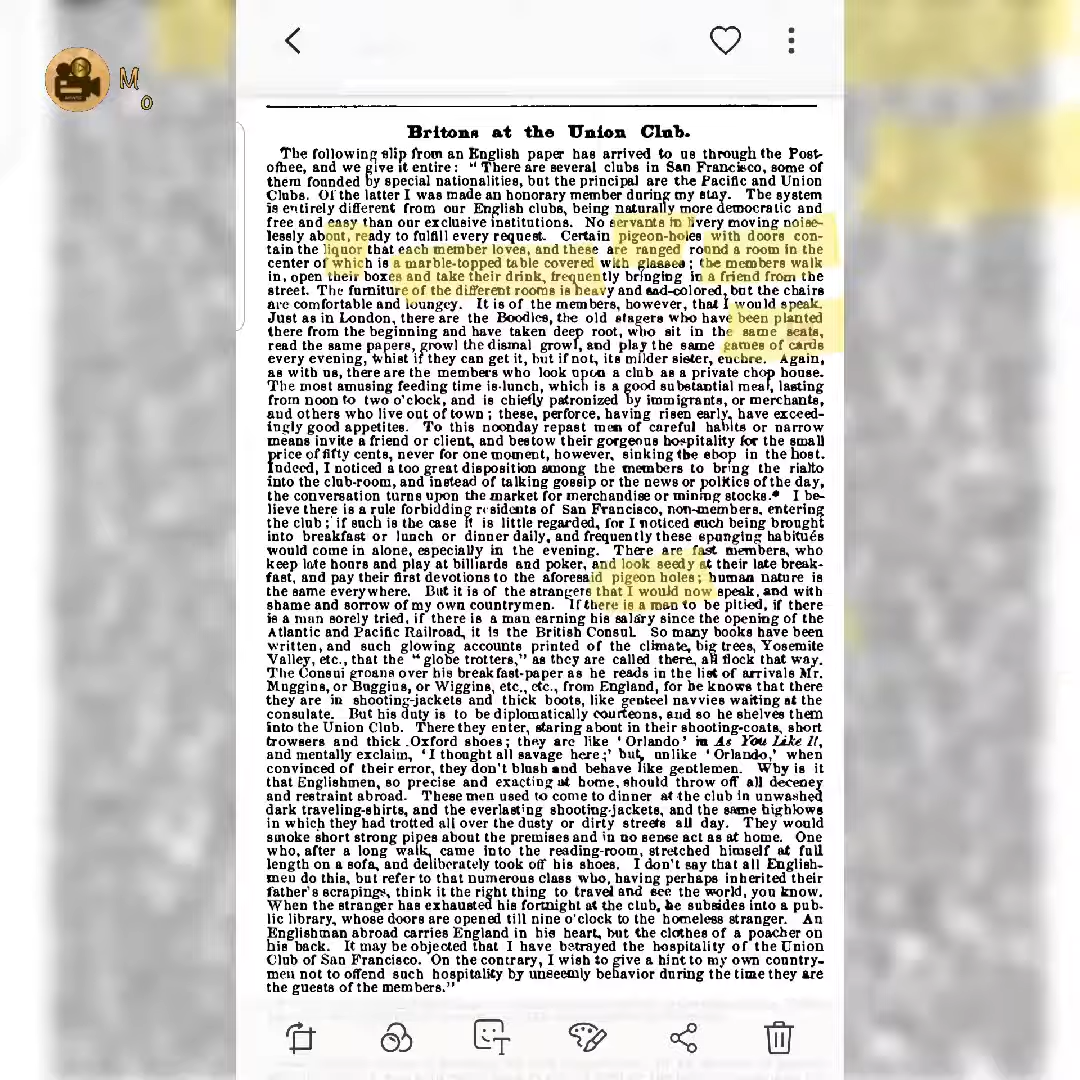 M
o
Britons at the Union Club.
The following slip from an English paper has arrived to us through the Post-
office, and we give it entire: "There are several clubs in San Francisco, some of
them founded by special nationalities, but the principal are the Pacific and Union
Clubs. Of the latter I was made an honorary member during my stay. The system
is entirely different from our English clubs, being naturally more democratic and
free and easy than our exclusive institutions. No servants in livery moving noise-
lessly about, ready to fulfill every request. Certain pigeon-holes with doors con-
tain the liquor that each member loves, and these are ranged round a room in the
center of which is a marble-topped table covered with glasses; the members walk
in, open their boxes and take their drink, frequently bringing in a friend from the
street. The furniture of the different rooms is heavy and sad-colored, but the chairs
are comfortable and loungey. It is of the members, however, that I would speak.
Just as in London, there are the Boodles, the old stagers who have been planted
there from the beginning and have taken deep root, who sit in the same seats,
read the same papers, growl the dismal growl, and play the same games of cards
every evening, whist if they can get it, but if not, its milder sister, euchre. Again,
as with us, there are the members who look upon a club as a private chop house.
The most amusing feeding time is lunch, which is a good substantial meal, lasting
from noon to two o'clock, and is chiefly patronized by immigrants, or merchants,
and others who live out of town; these, perforce, having risen early, have exceed-
ingly good appetites. To this noonday repast men of careful habits or narrow
means invite a friend or client, and bestow their gorgeous hospitality for the small
price of fifty cents, never for one moment, however, sinking the shop in the host.
Indeed, I noticed a too great disposition among the members to bring the rialto
into the club-room, and instead of talking gossip or the news or politics of the day,
the conversation turns upon the market for merchandise or mining stocks.* I be-
lieve there is a rule forbidding residents of San Francisco, non-members, entering
the club; if such is the case it is little regarded, for I noticed such being brought
into breakfast or lunch or dinner daily, and frequently these spunging habitués
would come in alone, especially in the evening. There are fast members, who
keep late hours and play at billiards and poker, and look seedy at their late break-
fast, and pay their first devotions to the aforesaid pigeon holes; human nature is
the same everywhere. But it is of the strangers that I would now speak, and with
shame and sorrow of my own countrymen. If there is a man to be pitied, if there
is a man sorely tried, if there is a man earning his salary since the opening of the
Atlantic and Pacific Railroad, it is the British Consul. So many books have been
written, and such glowing accounts printed of the climate, big trees, Yosemite
Valley, etc., that the "globe trotters," as they are called there, all flock that way.
The Consul groans over his breakfast-paper as he reads in the list of arrivals Mr.
Muggins, or Buggins, or Wiggins, etc., etc., from England, for he knows that there
they are in shooting-jackets and thick boots, like genteel navvies waiting at the
consulate. But his duty is to be diplomatically courteous, and so he shelves them
into the Union Club. There they enter, staring about in their shooting-coats, short
trowsers and thick Oxford shoes; they are like 'Orlando' in As You Like It,
and mentally exclaim, 'I thought all savage here;' but, unlike 'Orlando,' when
convinced of their error, they don't blush and behave like gentlemen. Why is it
that Englishmen, so precise and exacting at home, should throw off all decency
and restraint abroad. These men used to come to dinner at the club in unwashed
dark traveling-shirts, and the everlasting shooting-jackets, and the same highlows
in which they had trotted all over the dusty or dirty streets all day. They would
smoke short strong pipes about the premises and in no sense act as at home. One
who, after a long walk, came into the reading-room, stretched himself at full
length on a sofa, and deliberately took off his shoes. I don't say that all English-
men do this, but refer to that numerous class who, having perhaps inherited their
father's scrapings, think it the right thing to travel and see the world, you know.
When the stranger has exhausted his fortnight at the club, he subsides into a pub-
lic library, whose doors are opened till nine o'clock to the homeless stranger. An
Englishman abroad carries England in his heart, but the clothes of a poacher on
his back. It may be objected that I have betrayed the hospitality of the Union
Club of San Francisco. On the contrary, I wish to give a hint to my own country-
men not to offend such hospitality by unseemly behavior during the time they are
the guests of the members."